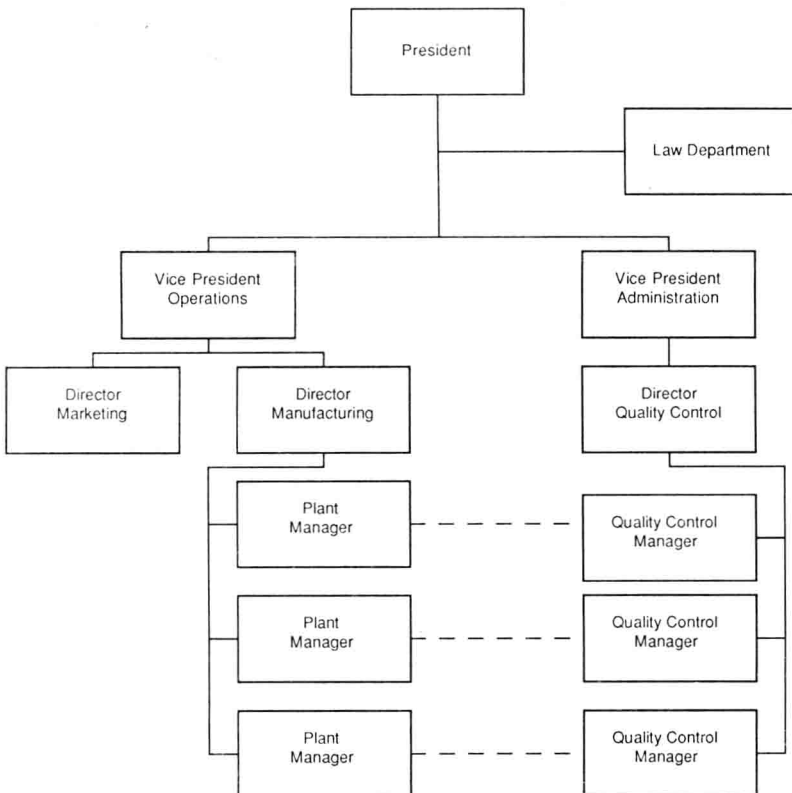 President
Law Department
Vice President
Operations
Vice President
Administration
Director
Marketing
Director
Manufacturing
Director
Quality Control
Plant
Manager
Quality Control
Manager
Plant
Manager
Quality Control
Manager
Plant
Manager
Quality Control
Manager